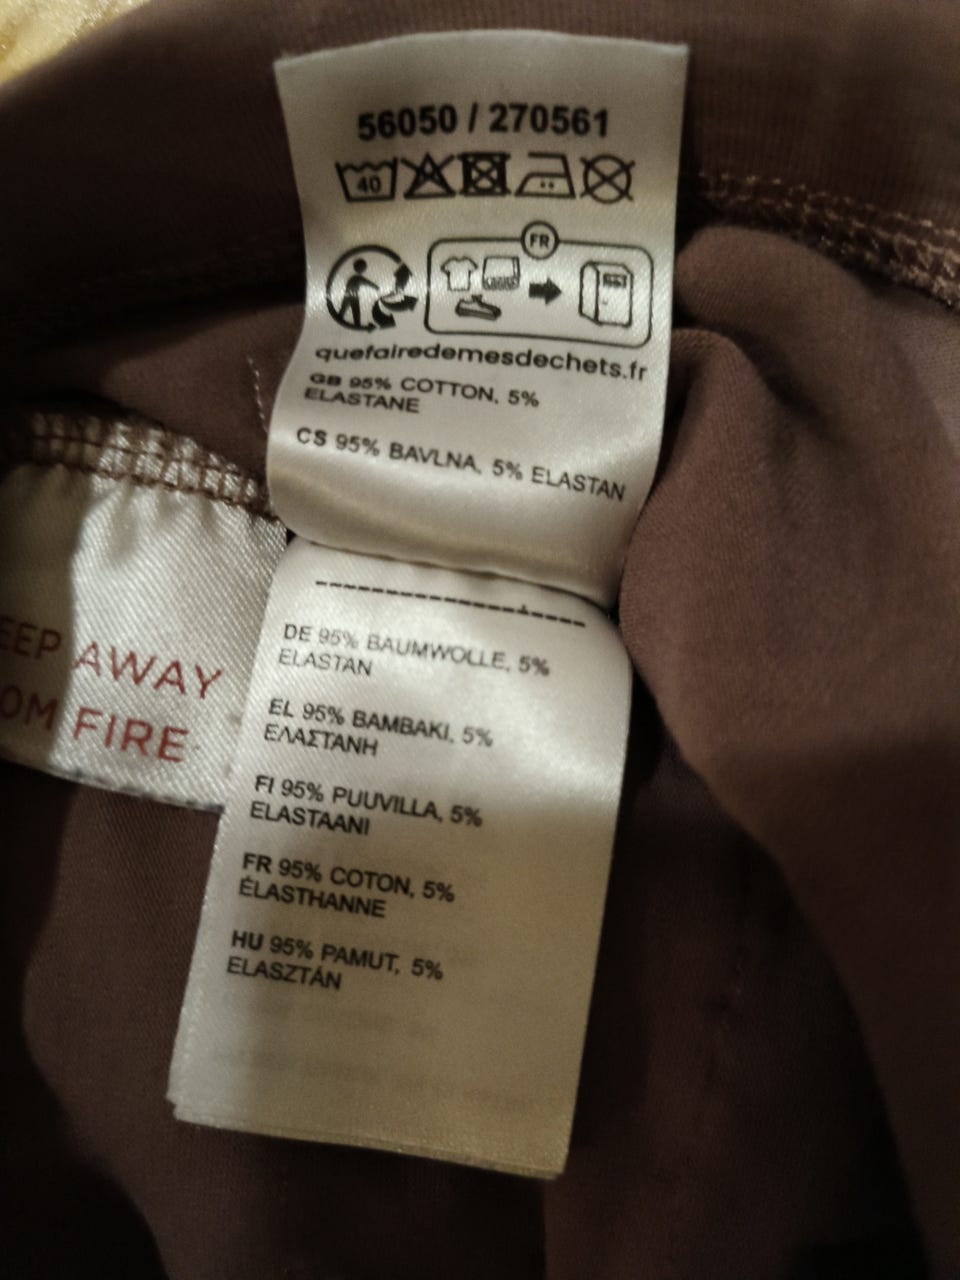 56050 / 270561
40
FR
quefairedemesdechets.fr
GB 95% COTTON, 5%
ELASTANE
CS 95% BAVLNA, 5% ELASTAN
DE 95% BAUMWOLLE, 5%
ELASTAN
EL 95% ΒΑΜΒΑΚΙ, 5%
ΕΛΑΣΤΑΝΗ
FI 95% PUUVILLA, 5%
ELASTAANI
FR 95% COTON, 5%
ÉLASTHANNE
HU 95% PAMUT, 5%
ELASZTÁN
EEP AWAY
OM FIRE